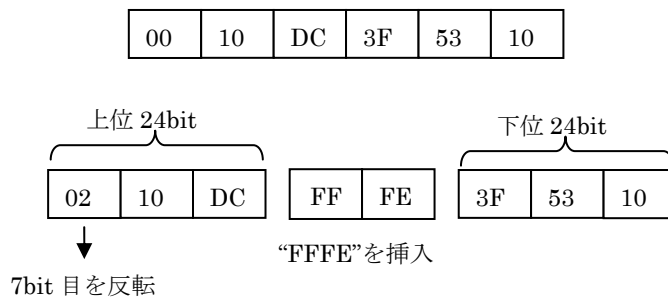 00 10 DC 3F 53 10
上位 24bit 下位 24bit
02 10 DC FF FE 3F 53 10
“FFFE”を挿入
7bit 目を反転